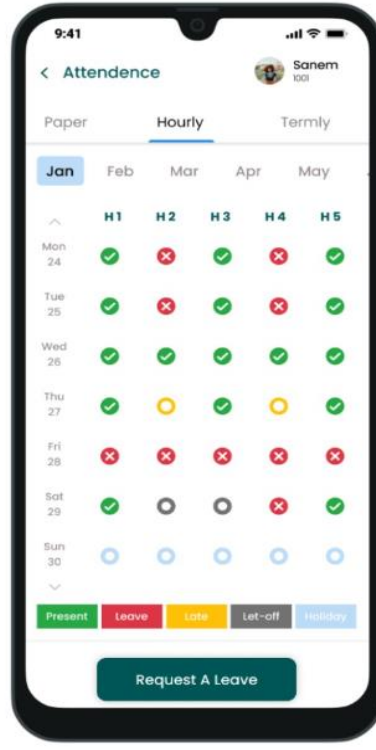 9:41
Attendence
Sanem
1001
Paper Hourly Termly
Jan Feb Mar Apr May
H1 H2 H3 H4 H5
Mon
24
Tue
25
Wed
26
Thu
27
Fri
28
Sat
29
Sun
30
Present Leave Late Let-off Holiday
Request A Leave